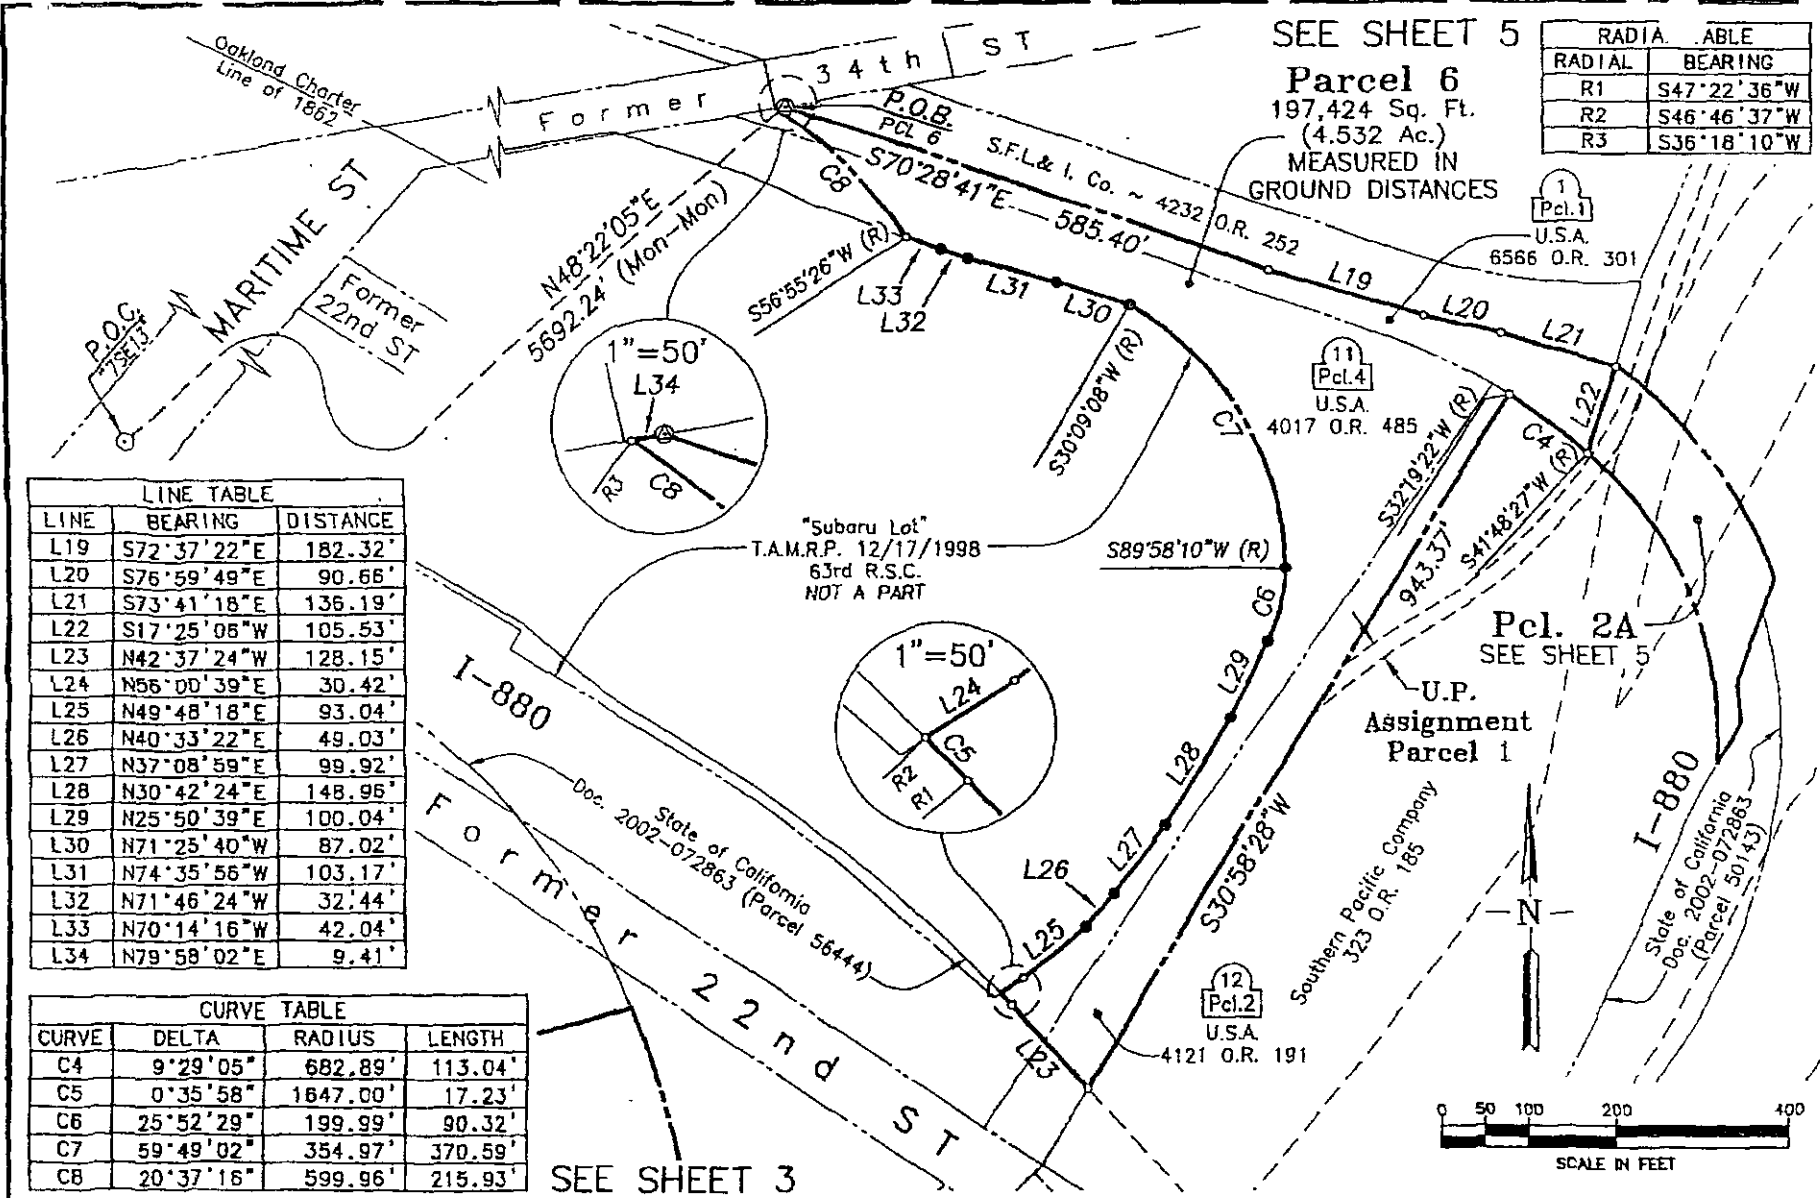 SEE SHEET 5
Parcel 6
197,424 Sq. Ft.
(4.532 Ac.)
MEASURED IN
GROUND DISTANCES
RADIA. ABLE
RADIAL BEARING
R1 S47°22'36"W
R2 S46°46'37"W
R3 S36°18'10"W
Oakland Charter
Line of 1862
Former 34th ST
P.O.B.
PCL 6
S.F.L.& I. Co. ~ 4232 O.R. 252
S70°28'41"E 585.40'
C8
1
Pcl.1
U.S.A.
6566 O.R. 301
MARITIME ST
Former
22nd ST
P.O.C.
"7SE13"
N48°22'05"E
5692.24' (Mon-Mon)
S56°55'26"W (R)
L33
L32
L31
L30
L19
L20
L21
L22
1"=50'
L34
R3
C8
S30°09'08"W (R)
C7
11
Pcl.4
U.S.A.
4017 O.R. 485
S32°19'22"W (R)
C4
S41°48'27"W (R)
943.37'
LINE TABLE
LINE BEARING DISTANCE
L19 S72°37'22"E 182.32'
L20 S76°59'49"E 90.66'
L21 S73°41'18"E 136.19'
L22 S17°25'06"W 105.53'
L23 N42°37'24"W 128.15'
L24 N56°00'39"E 30.42'
L25 N49°48'18"E 93.04'
L26 N40°33'22"E 49.03'
L27 N37°08'59"E 99.92'
L28 N30°42'24"E 148.96'
L29 N25°50'39"E 100.04'
L30 N71°25'40"W 87.02'
L31 N74°35'56"W 103.17'
L32 N71°46'24"W 32.44'
L33 N70°14'16"W 42.04'
L34 N79°58'02"E 9.41'
"Subaru Lot"
T.A.M.R.P. 12/17/1998
63rd R.S.C.
NOT A PART
S89°58'10"W (R)
C6
L29
L28
L27
L26
L25
L23
1"=50'
L24
C5
R2
R1
Pcl. 2A
SEE SHEET 5
U.P.
Assignment
Parcel 1
I-880
I-880
State of California
Doc. 2002-072863 (Parcel 56444)
Former 22nd ST
S30°58'28"W
Southern Pacific Company
323 O.R. 185
State of California
Doc. 2002-072863
(Parcel 50143)
N
12
Pcl.2
U.S.A.
4121 O.R. 191
CURVE TABLE
CURVE DELTA RADIUS LENGTH
C4 9°29'05" 682.89' 113.04'
C5 0°35'58" 1647.00' 17.23'
C6 25°52'29" 199.99' 90.32'
C7 59°49'02" 354.97' 370.59'
C8 20°37'16" 599.96' 215.93'
SEE SHEET 3
0 50 100 200 400
SCALE IN FEET